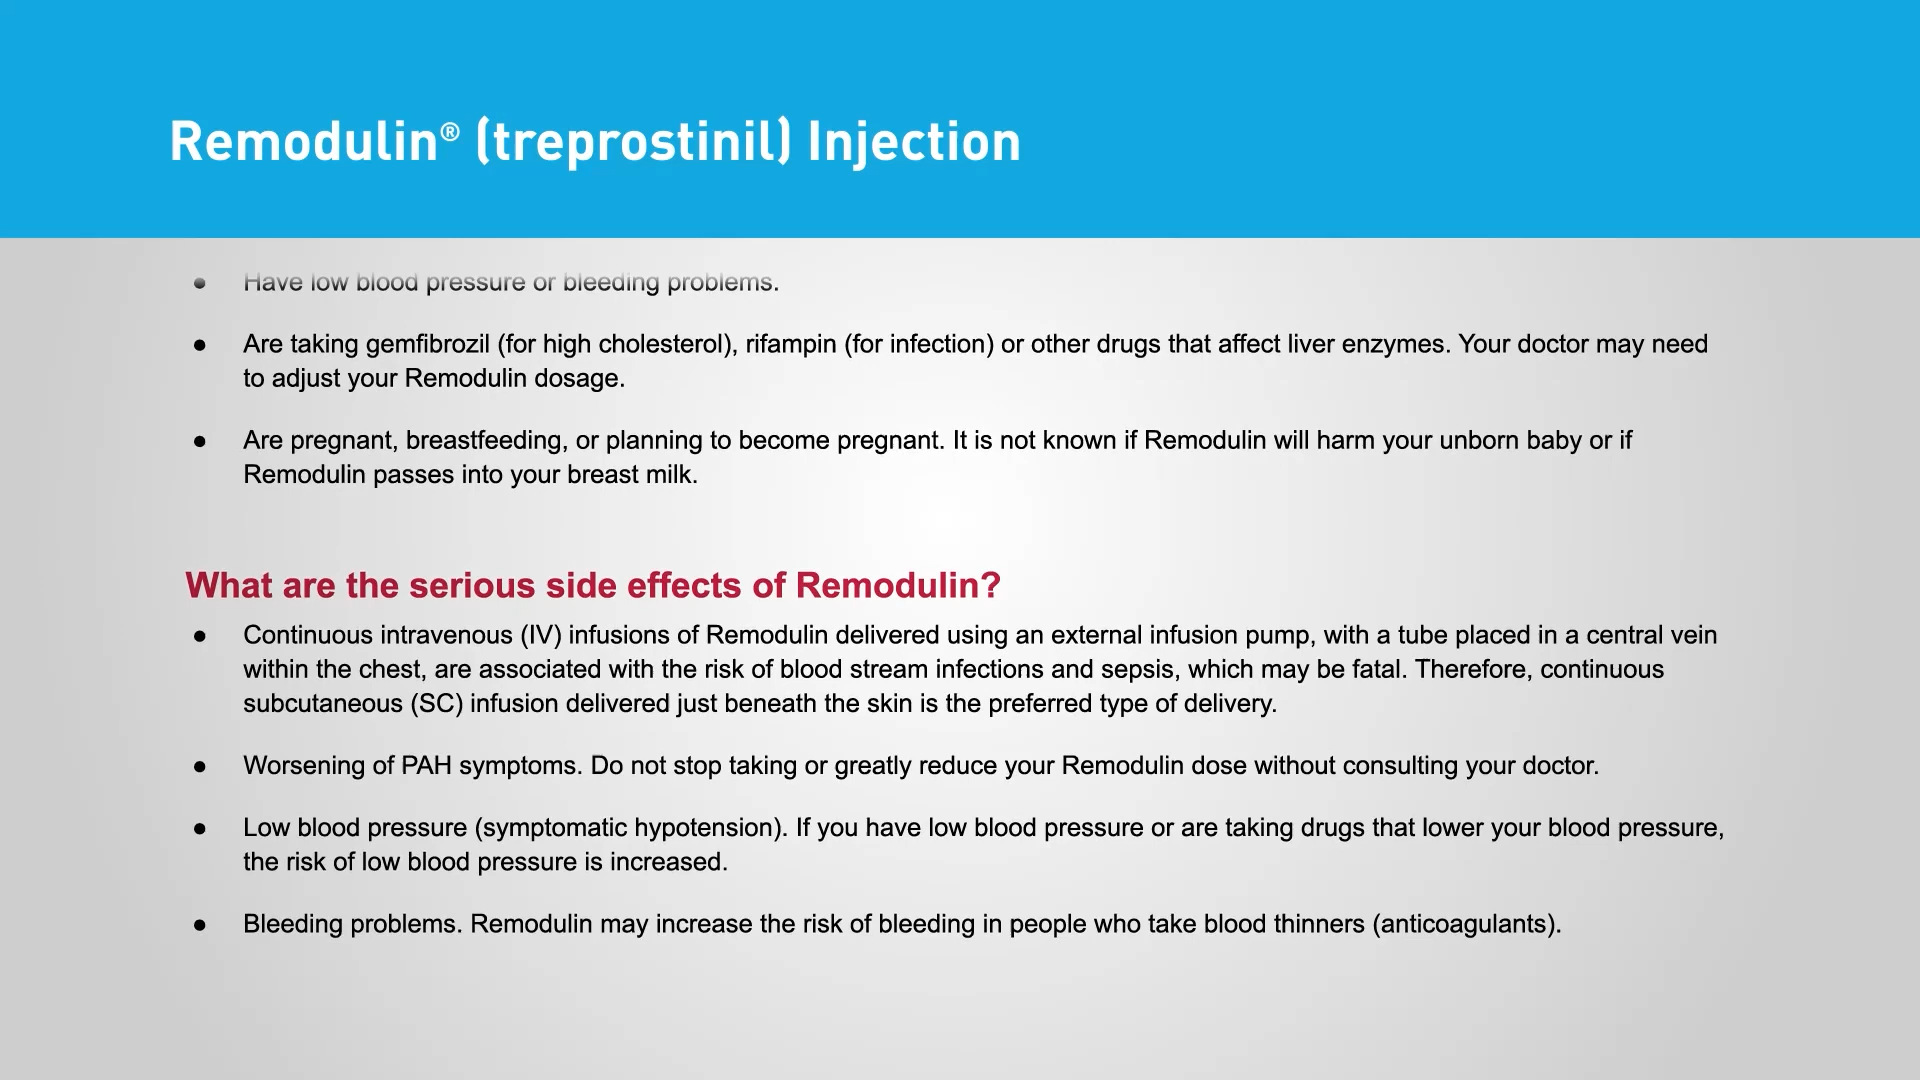 Remodulin® (treprostinil) Injection
● Have low blood pressure or bleeding problems.
● Are taking gemfibrozil (for high cholesterol), rifampin (for infection) or other drugs that affect liver enzymes. Your doctor may need
to adjust your Remodulin dosage.
● Are pregnant, breastfeeding, or planning to become pregnant. It is not known if Remodulin will harm your unborn baby or if
Remodulin passes into your breast milk.
What are the serious side effects of Remodulin?
● Continuous intravenous (IV) infusions of Remodulin delivered using an external infusion pump, with a tube placed in a central vein
within the chest, are associated with the risk of blood stream infections and sepsis, which may be fatal. Therefore, continuous
subcutaneous (SC) infusion delivered just beneath the skin is the preferred type of delivery.
● Worsening of PAH symptoms. Do not stop taking or greatly reduce your Remodulin dose without consulting your doctor.
● Low blood pressure (symptomatic hypotension). If you have low blood pressure or are taking drugs that lower your blood pressure,
the risk of low blood pressure is increased.
● Bleeding problems. Remodulin may increase the risk of bleeding in people who take blood thinners (anticoagulants).